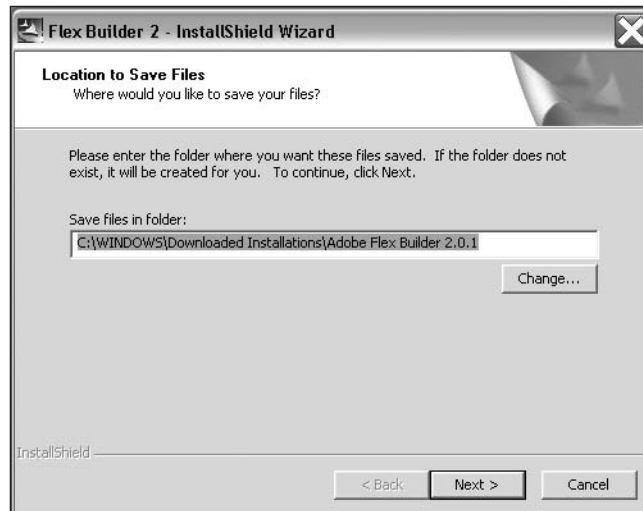 Flex Builder 2 - InstallShield Wizard
Location to Save Files
Where would you like to save your files?
Please enter the folder where you want these files saved. If the folder does not
exist, it will be created for you. To continue, click Next.
Save files in folder:
C:\WINDOWS\Downloaded Installations\Adobe Flex Builder 2.0.1
Change...
InstallShield
< Back
Next >
Cancel